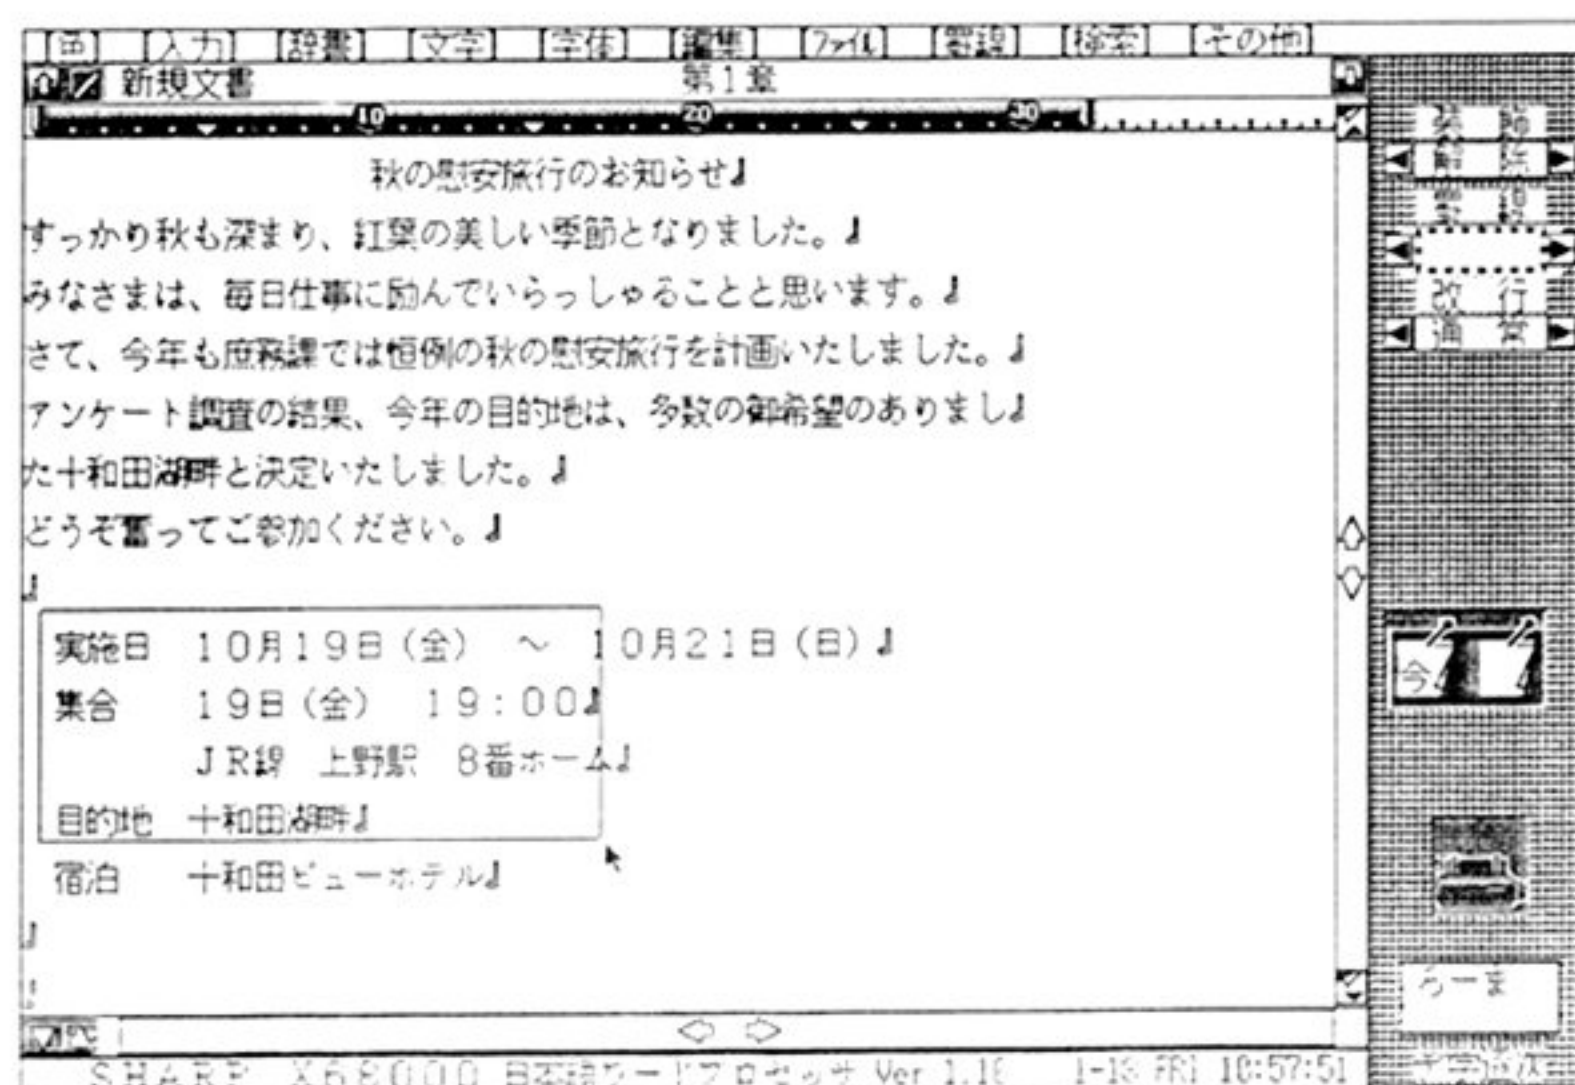 [色] [入力] [辞書] [文字] [字体] [編集] [ファイル] [罫線] [検索] [その他]
新規文書 第1章
10 20 30
秋の慰安旅行のお知らせ
すっかり秋も深まり、紅葉の美しい季節となりました。
みなさまは、毎日仕事に励んでいらっしゃることと思います。
さて、今年も庶務課では恒例の秋の慰安旅行を計画いたしました。
アンケート調査の結果、今年の目的地は、多数の御希望のありまし
た十和田湖畔と決定いたしました。
どうぞ奮ってご参加ください。
実施日 10月19日(金) ~ 10月21日(日)
集合 19日(金) 19:00
JR線 上野駅 8番ホーム
目的地 十和田湖畔
宿泊 十和田ビューホテル
解除
改行
通常
今
ろーま
SHARP X68000 日本語ワードプロセッサ FRI 10:57:51